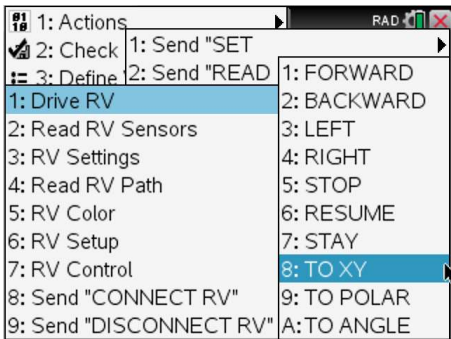 1: Actions
RAD
2: Check
1: Send "SET
3: Define
2: Send "READ
1: Drive RV
2: Read RV Sensors
3: RV Settings
4: Read RV Path
5: RV Color
6: RV Setup
7: RV Control
8: Send "CONNECT RV"
9: Send "DISCONNECT RV"
1: FORWARD
2: BACKWARD
3: LEFT
4: RIGHT
5: STOP
6: RESUME
7: STAY
8: TO XY
9: TO POLAR
A: TO ANGLE